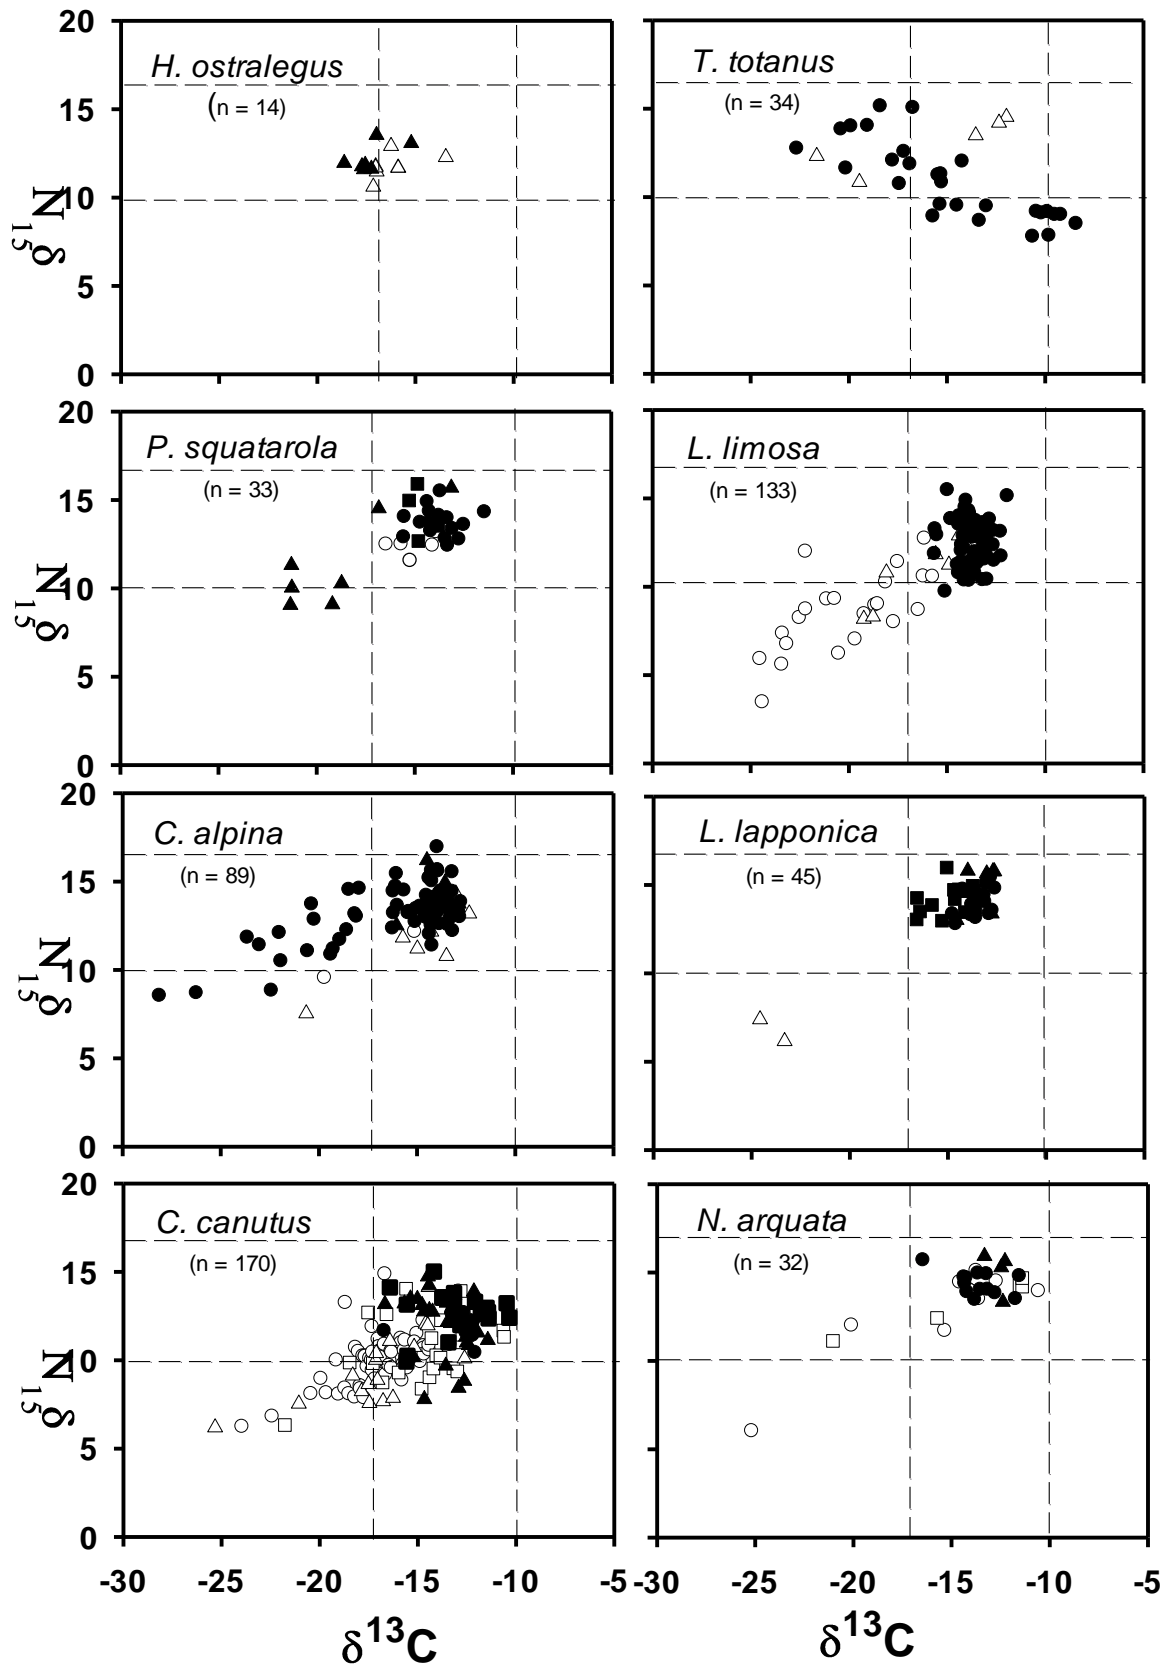 20
15
10
5
0
δ15N
H. ostralegus
(n = 14)
T. totanus
(n = 34)
20
15
10
5
0
δ15N
P. squatarola
(n = 33)
L. limosa
(n = 133)
20
15
10
5
0
δ15N
C. alpina
(n = 89)
L. lapponica
(n = 45)
20
15
10
5
0
δ15N
C. canutus
(n = 170)
N. arquata
(n = 32)
-30 -25 -20 -15 -10 -5
-30 -25 -20 -15 -10 -5
δ13C
δ13C